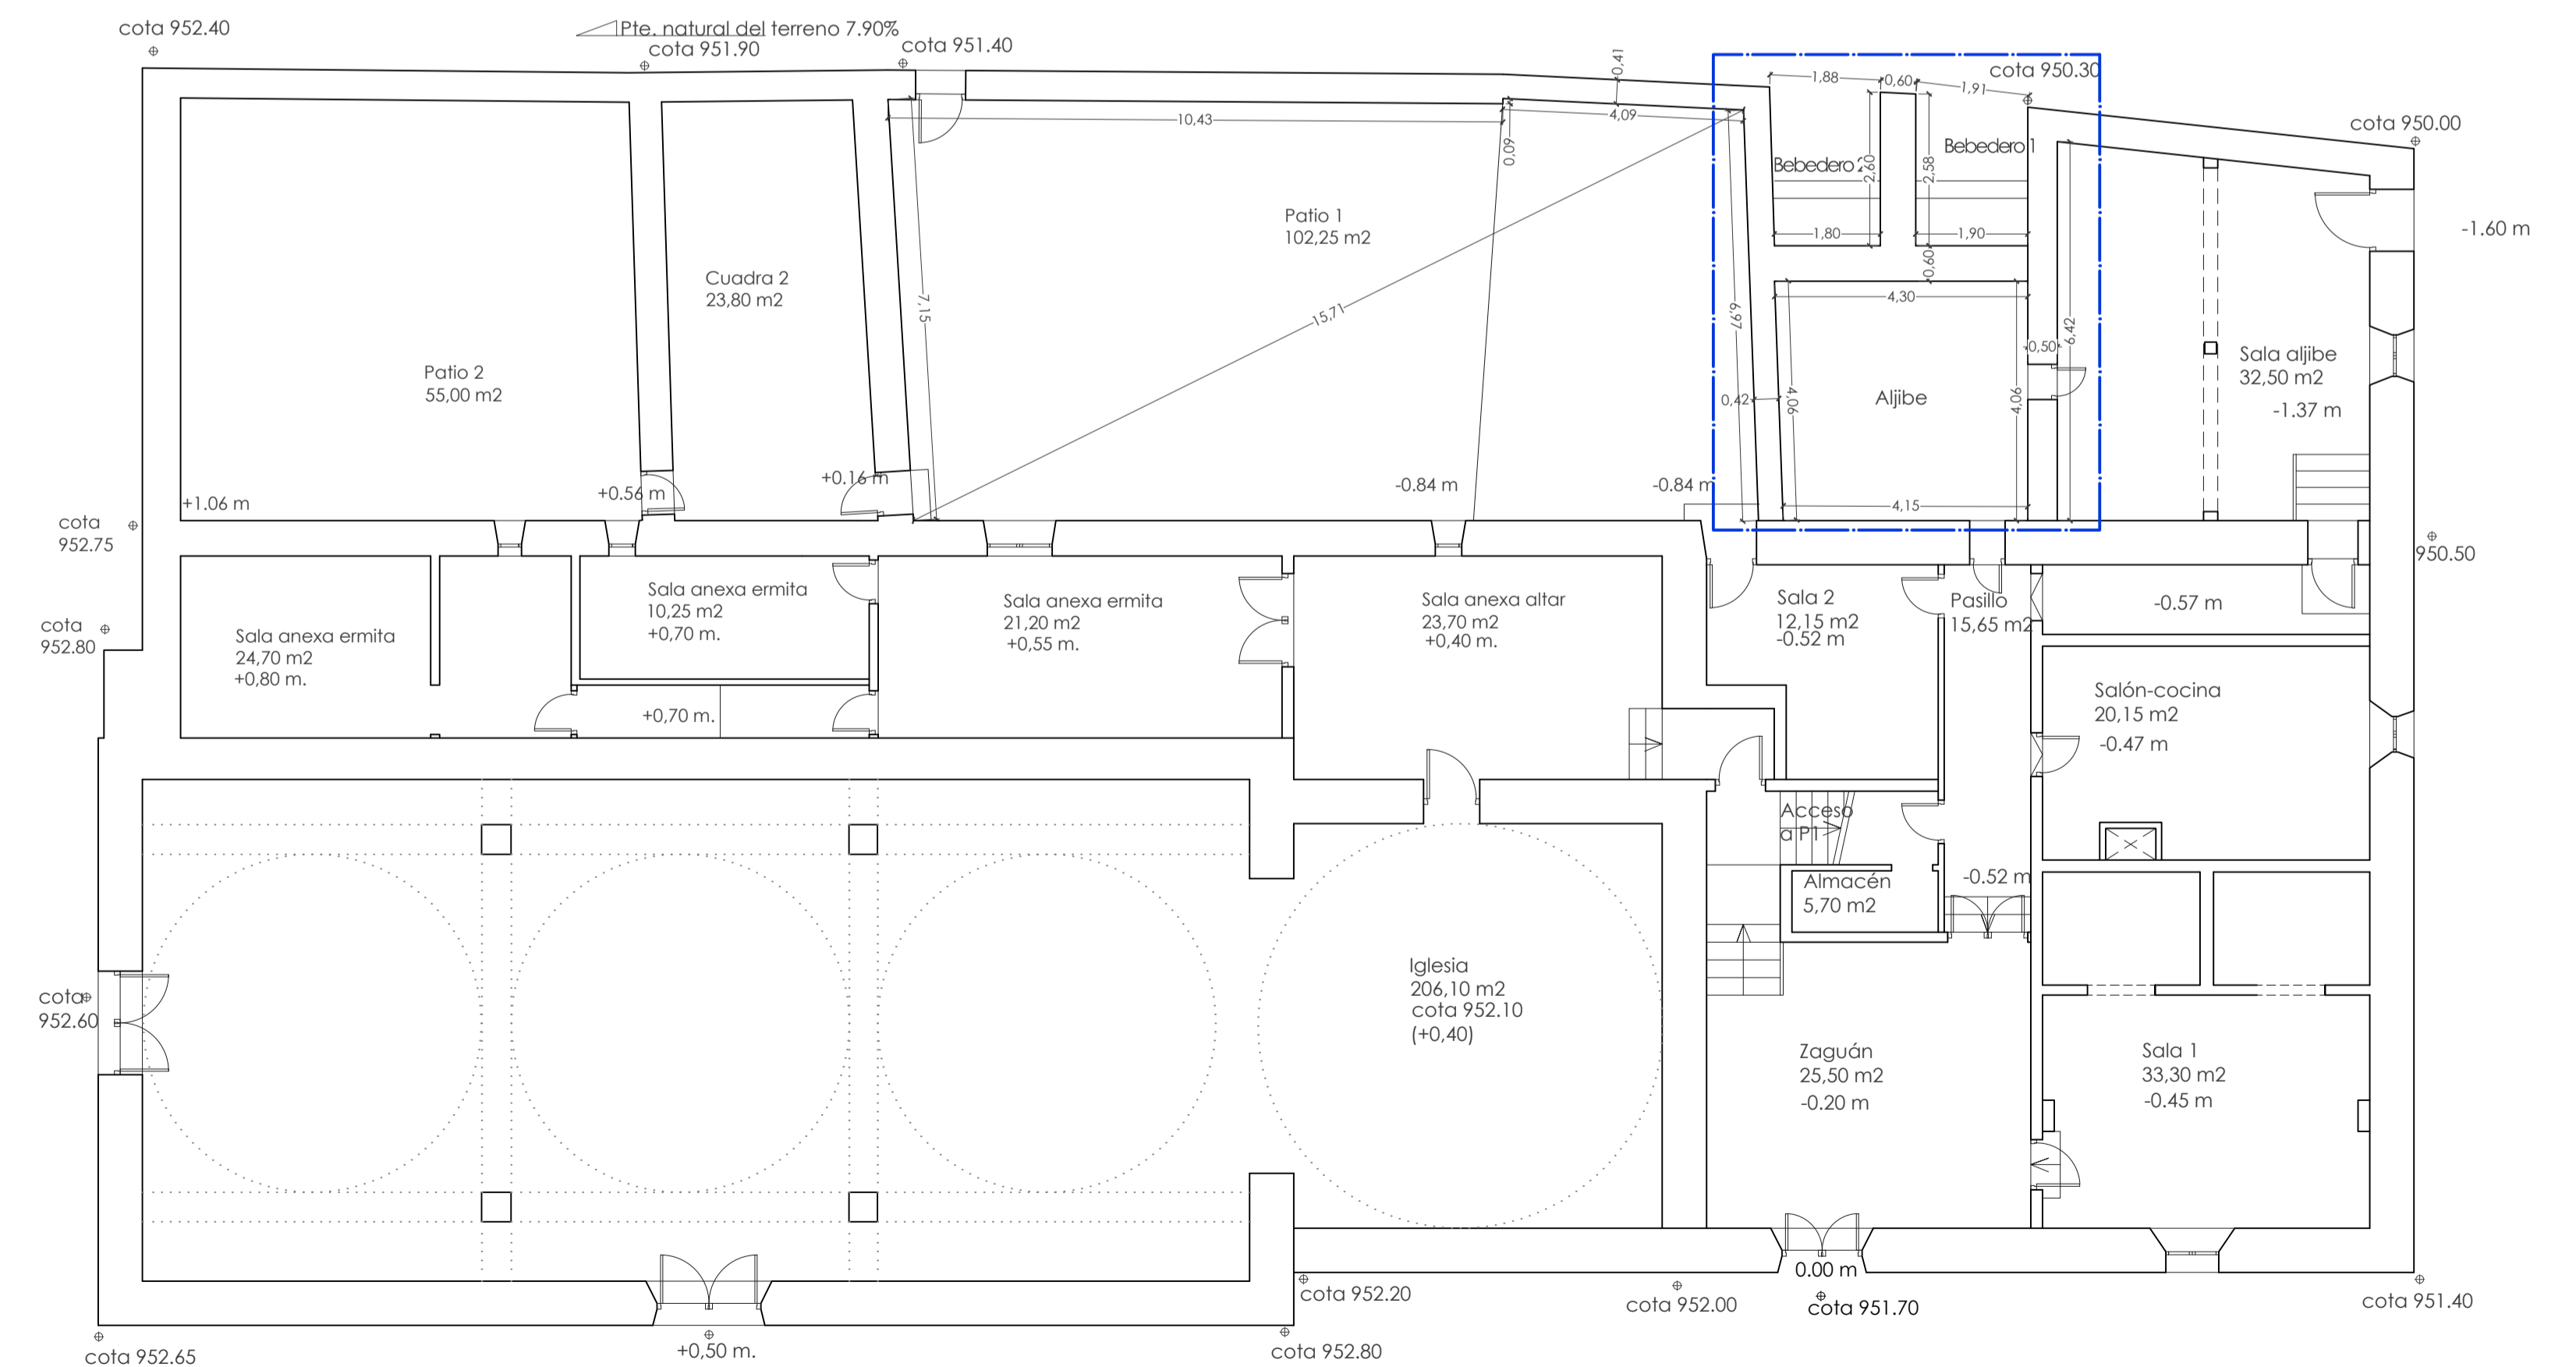 cota 952.40
Pte. natural del terreno 7.90%
cota 951.90
cota 951.40
0,41
1,88
0,60
1,91
cota 950.30
cota 950.00
10,43
4,09
0,09
Bebedero 2
2,60
2,58
Bebedero 1
-1.60 m
Patio 1
102,25 m2
1,80
1,90
0,60
Cuadra 2
23,80 m2
7,15
15,71
6,97
4,30
6,42
0,50
Sala aljibe
32,50 m2
-1.37 m
Patio 2
55,00 m2
0,42
4,06
Aljibe
4,06
+1.06 m
+0.56 m
+0.16 m
-0.84 m
-0.84 m
4,15
cota
952.75
950.50
Sala anexa ermita
10,25 m2
+0,70 m.
Sala anexa ermita
21,20 m2
+0,55 m.
Sala anexa altar
23,70 m2
+0,40 m.
Sala 2
12,15 m2
-0.52 m
Pasillo
15,65 m2
-0.57 m
cota
952.80
Sala anexa ermita
24,70 m2
+0,80 m.
+0,70 m.
Salón-cocina
20,15 m2
-0.47 m
Acceso
a P1
Almacén
5,70 m2
-0.52 m
Iglesia
206,10 m2
cota 952.10
(+0,40)
cota
952.60
Zaguán
25,50 m2
-0.20 m
Sala 1
33,30 m2
-0.45 m
0.00 m
cota 952.20
cota 952.00
cota 951.70
cota 951.40
cota 952.65
+0,50 m.
cota 952.80